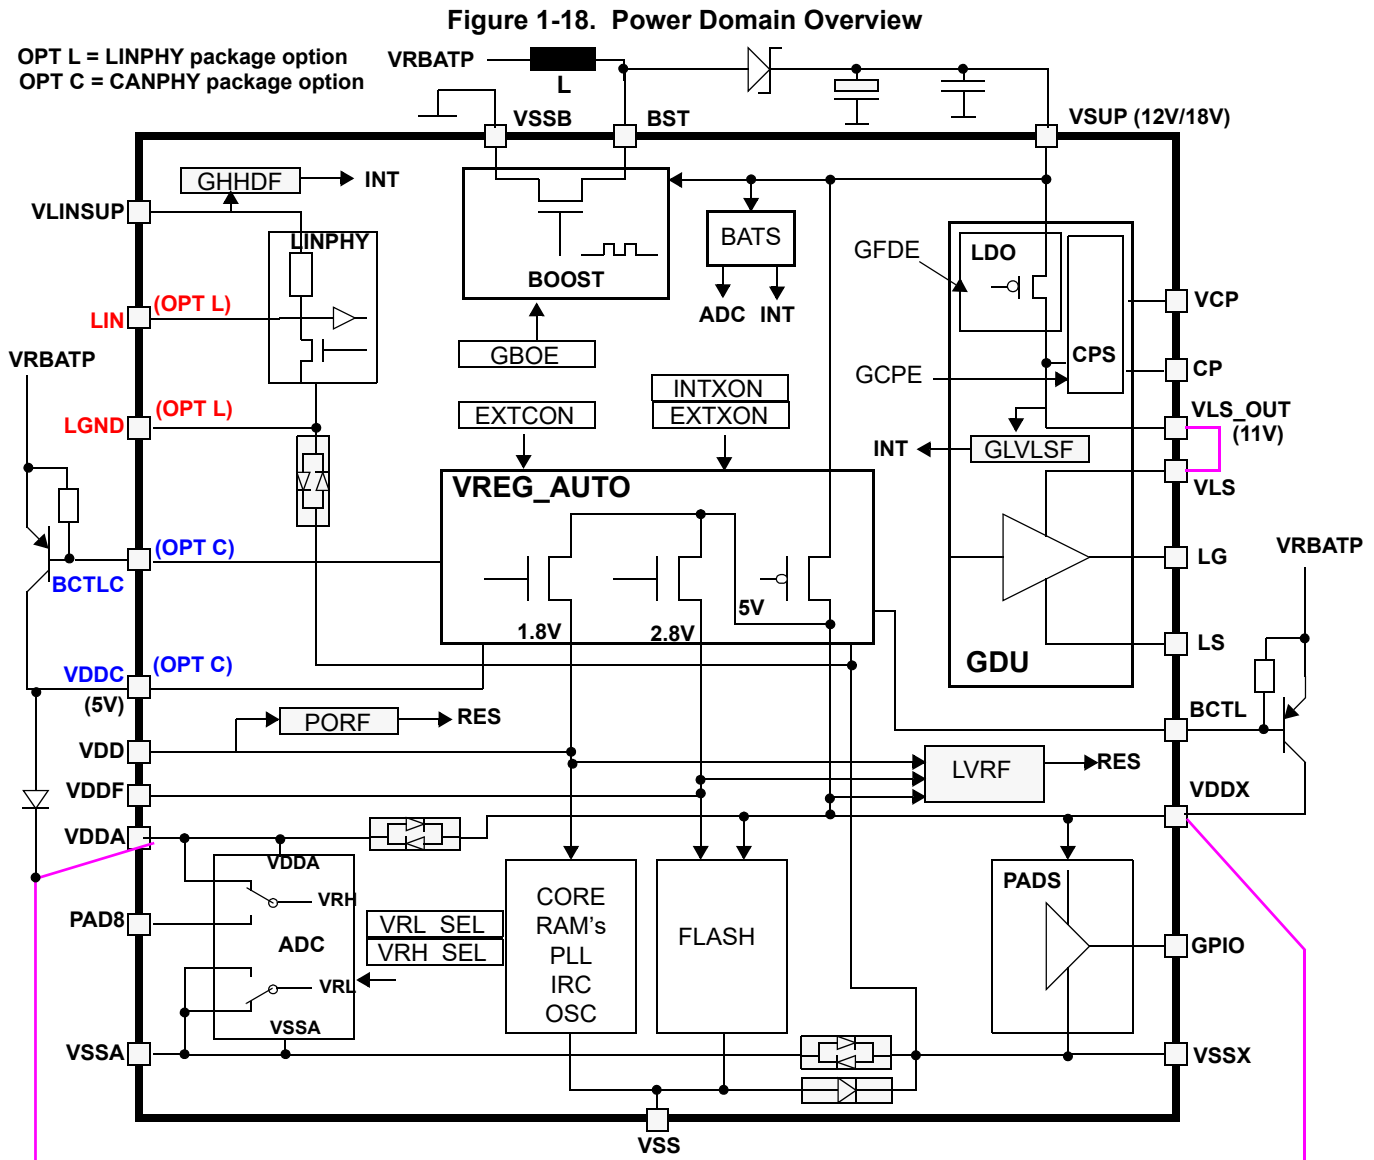 Figure 1-18. Power Domain Overview
OPT L = LINPHY package option
OPT C = CANPHY package option
VRBATP
L
VSSB
BST
VSUP (12V/18V)
GHHDF
INT
VLINSUP
LINPHY
BOOST
BATS
ADC
INT
GFDE
LDO
CPS
VCP
LIN
(OPT L)
GBOE
GCPE
CP
VRBATP
INTXON
EXTXON
EXTCON
LGND
(OPT L)
VLS_OUT
(11V)
INT
GLVLSF
VLS
VREG_AUTO
(OPT C)
BCTLC
LG
VRBATP
1.8V
2.8V
5V
LS
GDU
VDDC
(OPT C)
(5V)
BCTL
PORF
RES
VDD
LVRF
RES
VDDF
VDDX
VDDA
VDDA
VRH
PAD8
ADC
VRL SEL
VRH SEL
CORE
RAM's
PLL
IRC
OSC
FLASH
PADS
GPIO
VRL
VSSA
VSSA
VSSX
VSS